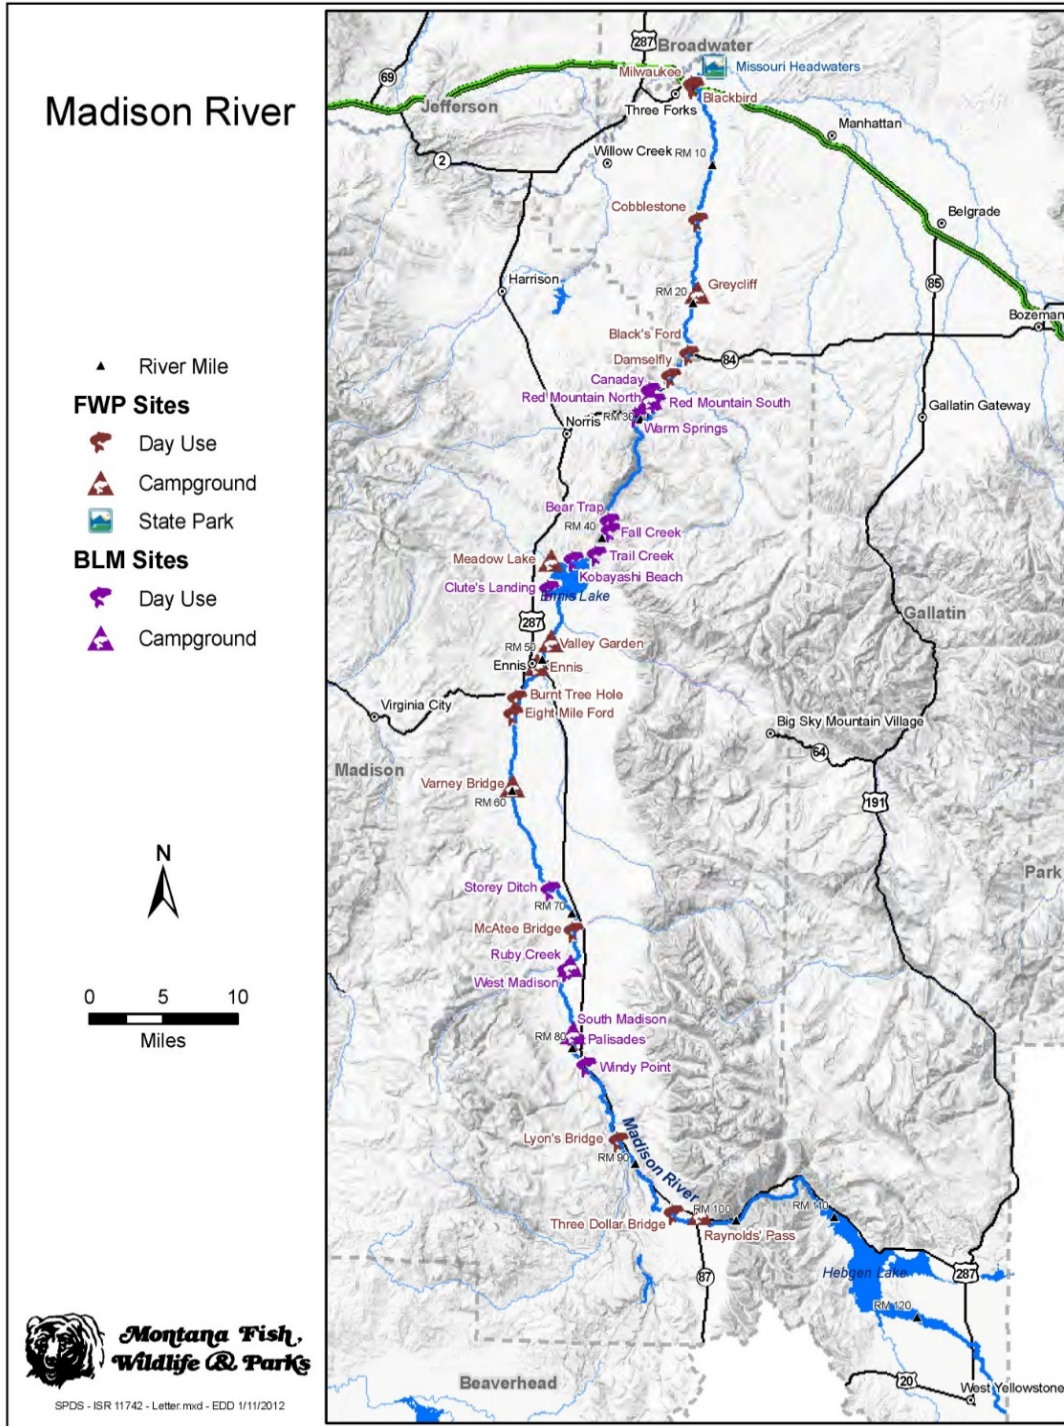 Madison River
River Mile
FWP Sites
Day Use
Campground
State Park
BLM Sites
Day Use
Campground
N
0 5 10
Miles
Montana Fish,
Wildlife & Parks
SPDS - ISR 11742 - Letter.mxd - EDD 1/11/2012
287
Broadwater
69
Milwaukee
Missouri Headwaters
Jefferson
Blackbird
Three Forks
Manhattan
2
Willow Creek
RM 10
Cobblestone
Belgrade
Harrison
RM 20
Greycliff
85
Bozeman
Black's Ford
Damselfly
84
Canaday
Red Mountain North
Red Mountain South
RM 30
Norris
Warm Springs
Gallatin Gateway
Bear Trap
RM 40
Fall Creek
Meadow Lake
Trail Creek
Kobayashi Beach
Clute's Landing
Ennis Lake
287
Gallatin
RM 50
Valley Garden
Ennis
Ennis
Burnt Tree Hole
Virginia City
Eight Mile Ford
Big Sky Mountain Village
64
Madison
Varney Bridge
RM 60
191
Park
Storey Ditch
RM 70
McAtee Bridge
Ruby Creek
West Madison
South Madison
RM 80
Palisades
Windy Point
Lyon's Bridge
Madison River
RM 90
RM 100
RM 110
Three Dollar Bridge
Raynolds' Pass
87
Hebgen Lake
287
RM 120
Beaverhead
20
West Yellowstone